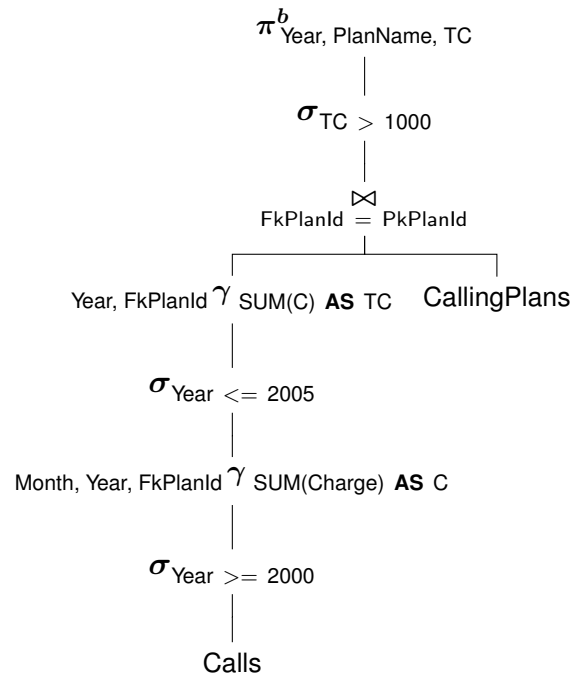 π^b Year, PlanName, TC
σ TC > 1000
⋈
FkPlanId = PkPlanId
Year, FkPlanId γ SUM(C) AS TC CallingPlans
σ Year <= 2005
Month, Year, FkPlanId γ SUM(Charge) AS C
σ Year >= 2000
Calls